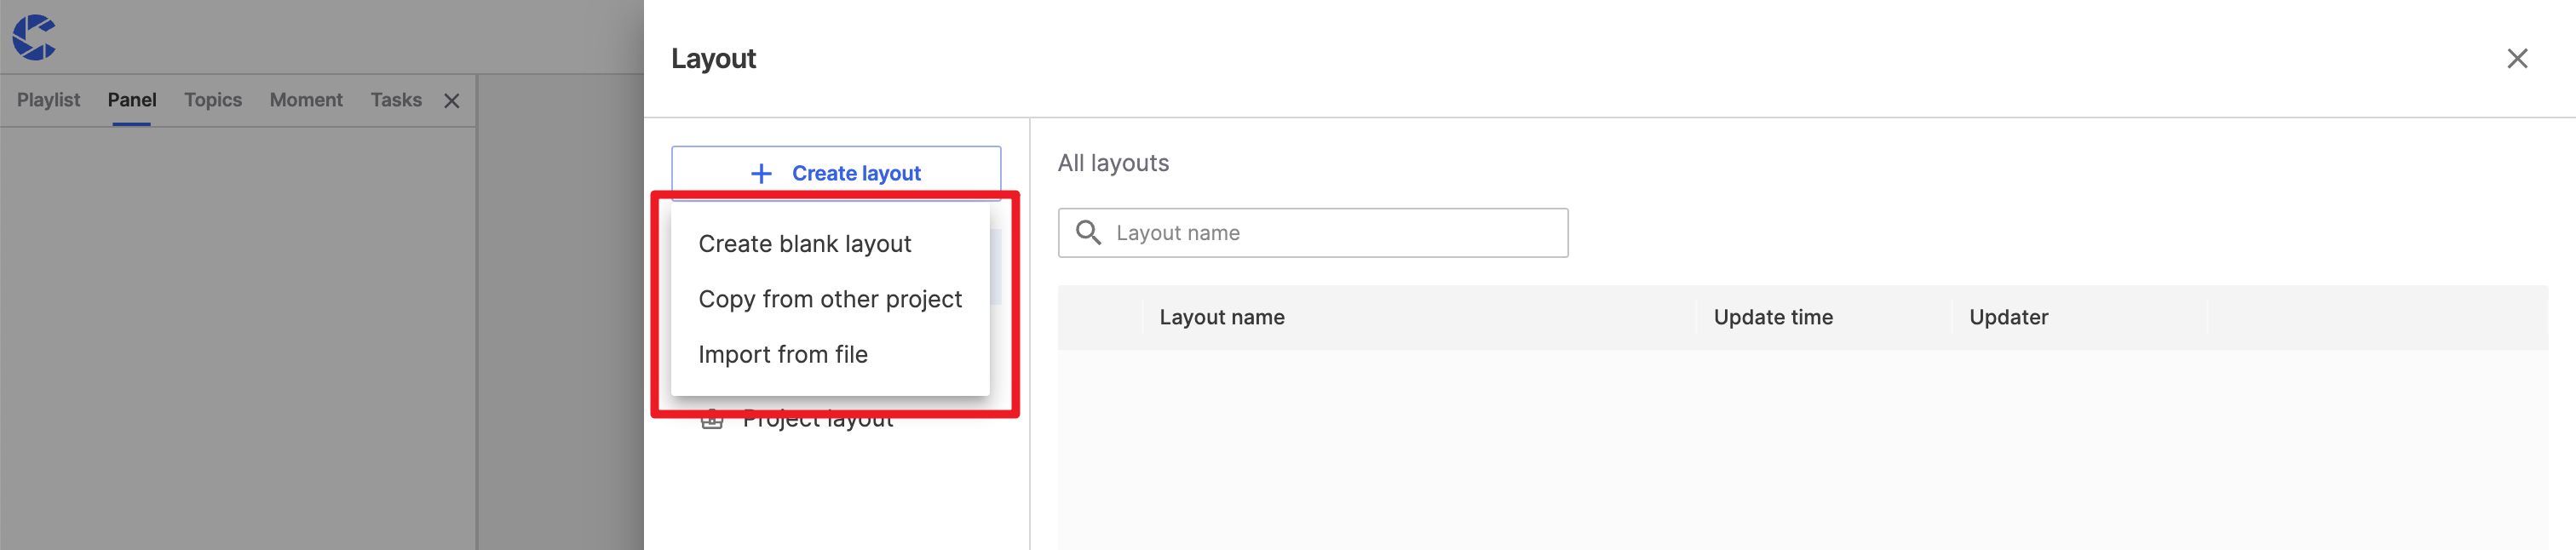 Layout
Playlist Panel Topics Moment Tasks
Create layout
All layouts
Create blank layout
Layout name
Copy from other project
Layout name Update time Updater
Import from file
Project layout